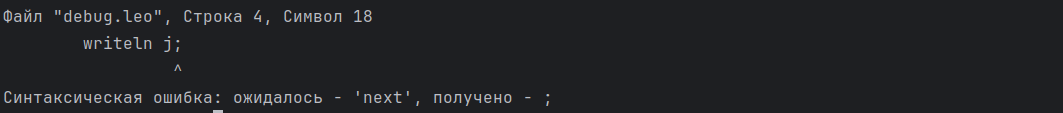 Файл "debug.leo", Строка 4, Символ 18
writeln j;
^
Синтаксическая ошибка: ожидалось - 'next', получено - ;